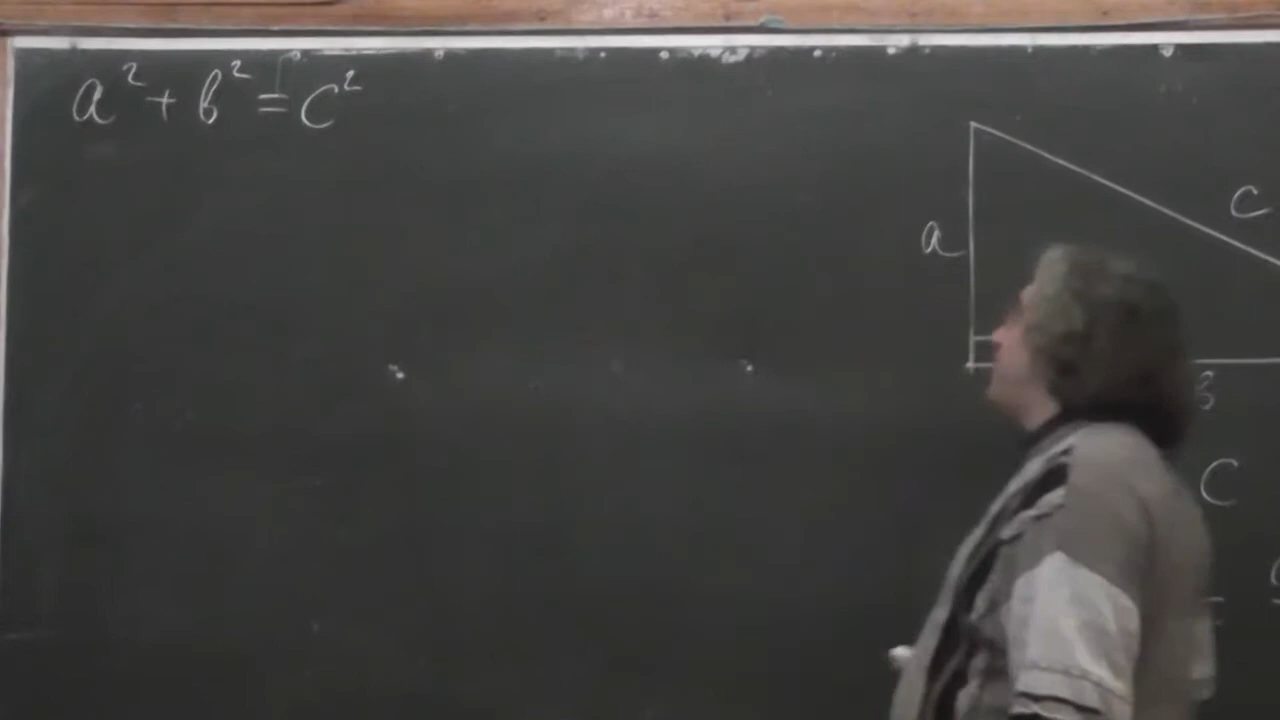 a² + b² = c²
c
a
в
C